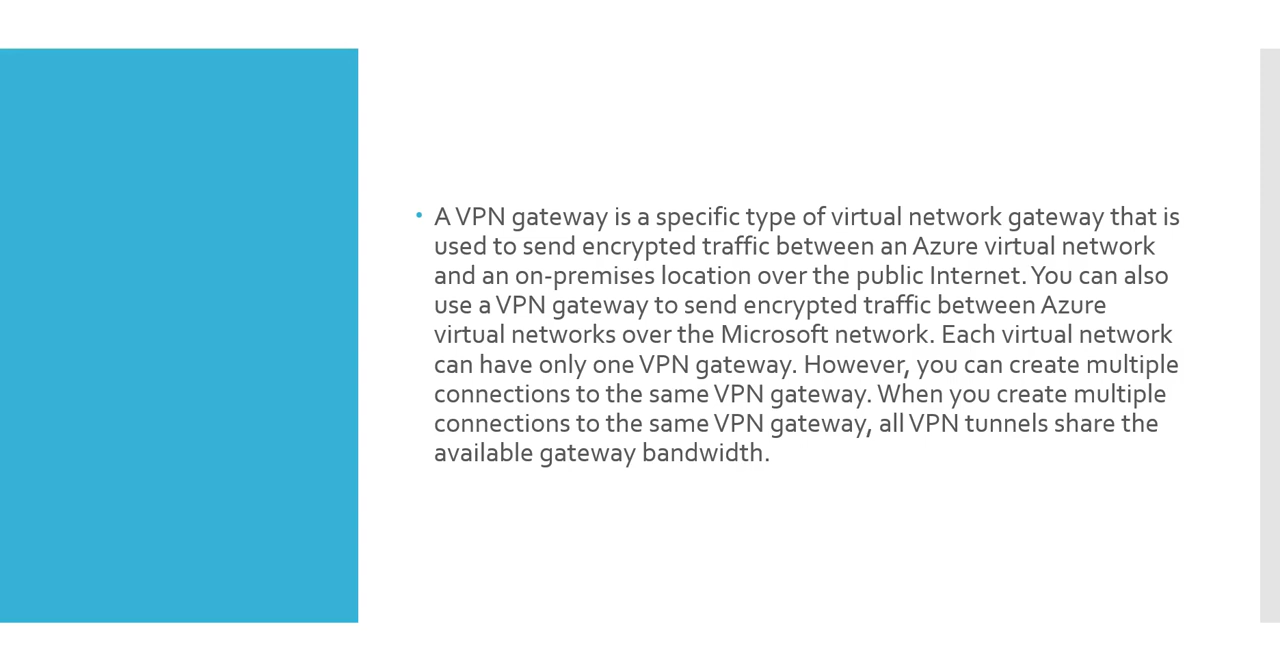 • A VPN gateway is a specific type of virtual network gateway that is
used to send encrypted traffic between an Azure virtual network
and an on-premises location over the public Internet. You can also
use a VPN gateway to send encrypted traffic between Azure
virtual networks over the Microsoft network. Each virtual network
can have only one VPN gateway. However, you can create multiple
connections to the same VPN gateway. When you create multiple
connections to the same VPN gateway, all VPN tunnels share the
available gateway bandwidth.